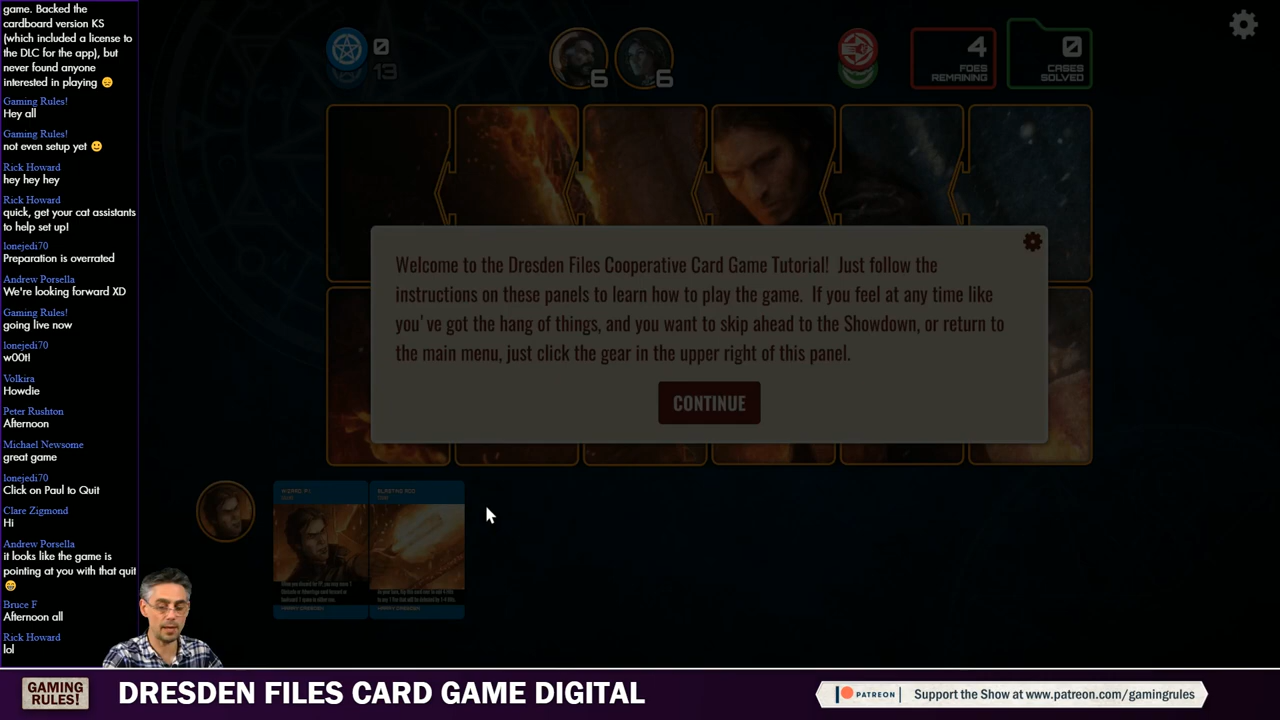 game. Backed the
cardboard version KS
(which included a license to
the DLC for the app), but
never found anyone
interested in playing
Gaming Rules!
Hey all
Gaming Rules!
not even setup yet
Rick Howard
hey hey hey
Rick Howard
quick, get your cat assistants
to help set up!
lonejedi70
Preparation is overrated
Andrew Porsella
We're looking forward XD
Gaming Rules!
going live now
lonejedi70
w00t!
Volkira
Howdie
Peter Rushton
Afternoon
Michael Newsome
great game
lonejedi70
Click on Paul to Quit
Clare Zigmond
Hi
Andrew Porsella
it looks like the game is
pointing at you with that quit
Bruce F
Afternoon all
Rick Howard
lol
0
13
6
6
4
FOES
REMAINING
0
CASES
SOLVED
Welcome to the Dresden Files Cooperative Card Game Tutorial! Just follow the
instructions on these panels to learn how to play the game. If you feel at any time like
you've got the hang of things, and you want to skip ahead to the Showdown, or return to
the main menu, just click the gear in the upper right of this panel.
CONTINUE
GAMING
RULES!
DRESDEN FILES CARD GAME DIGITAL
PATREON
Support the Show at www.patreon.com/gamingrules